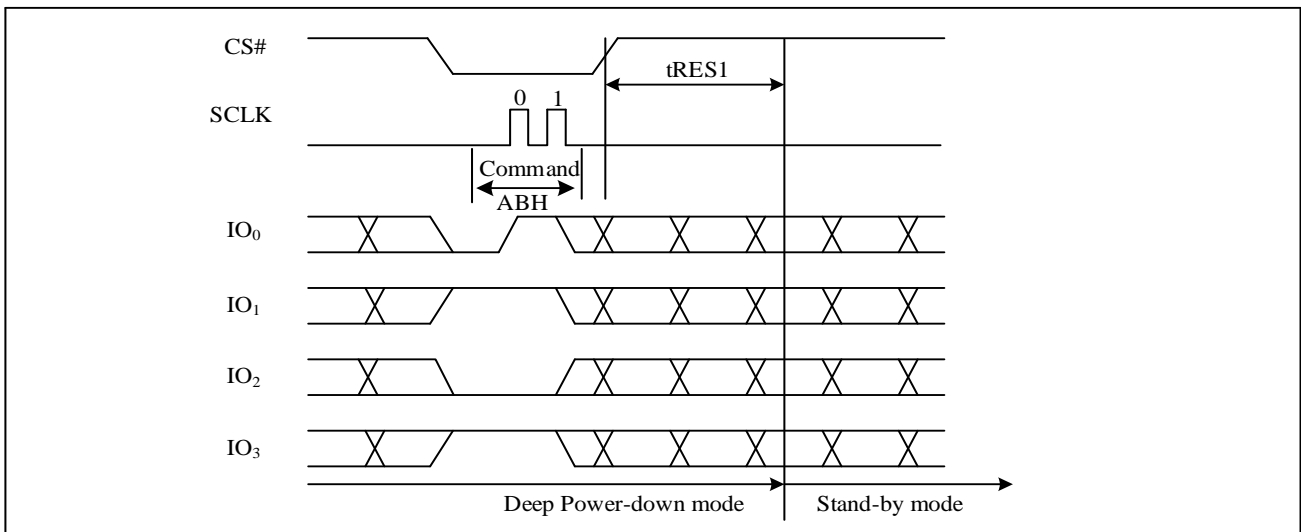 CS#
tRES1
0 1
SCLK
Command
ABH
IO₀
IO₁
IO₂
IO₃
Deep Power-down mode Stand-by mode